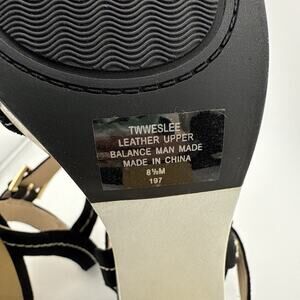 TWWESLEE
LEATHER UPPER
BALANCE MAN MADE
MADE IN CHINA
8½M
197